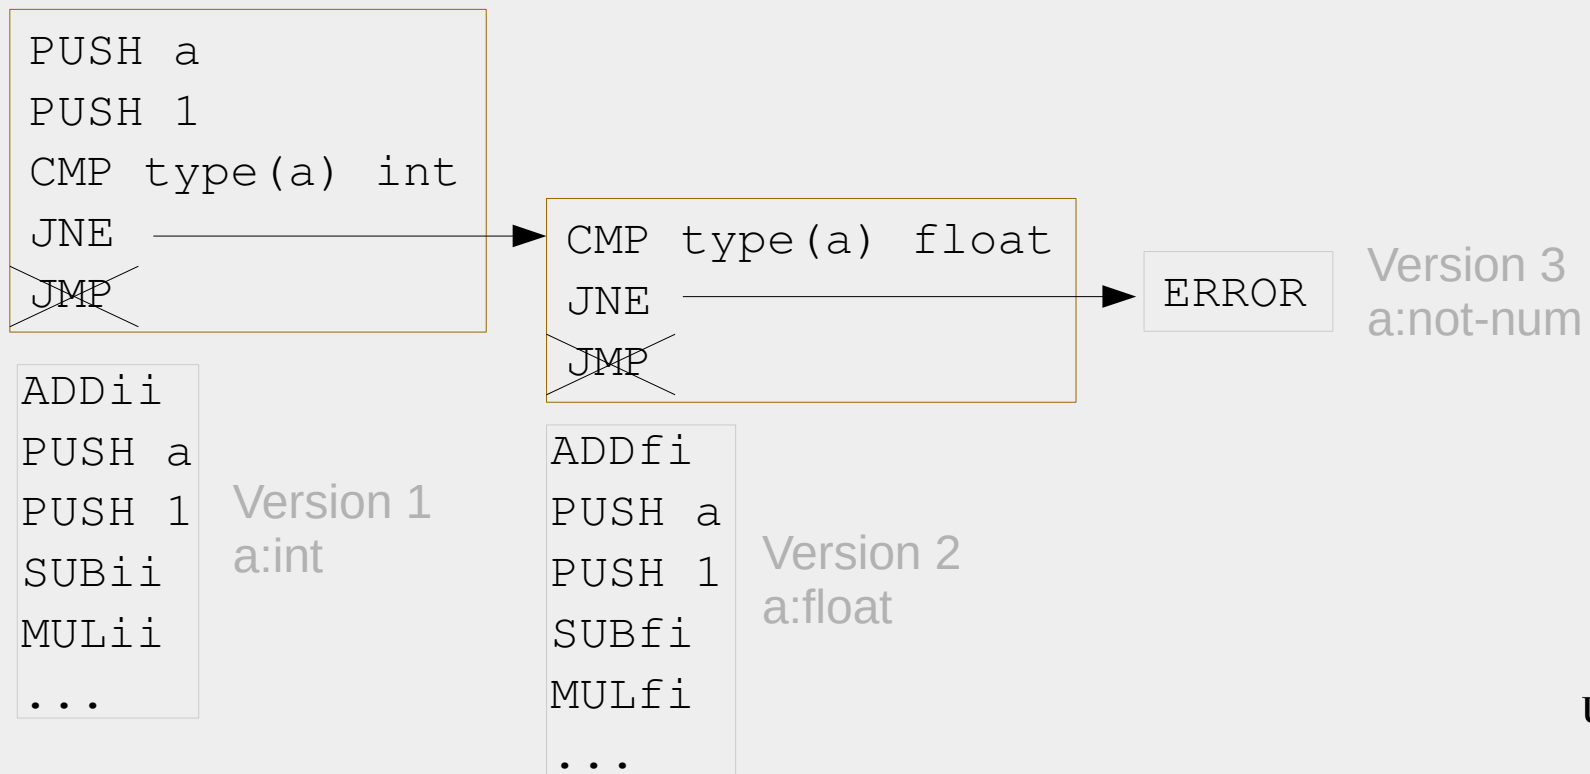 PUSH a
PUSH 1
CMP type(a) int
JNE
JMP
CMP type(a) float
JNE
JMP
ERROR
Version 3
a:not-num
ADDii
PUSH a
PUSH 1
SUBii
MULii
...
Version 1
a:int
ADDfi
PUSH a
PUSH 1
SUBfi
MULfi
...
Version 2
a:float